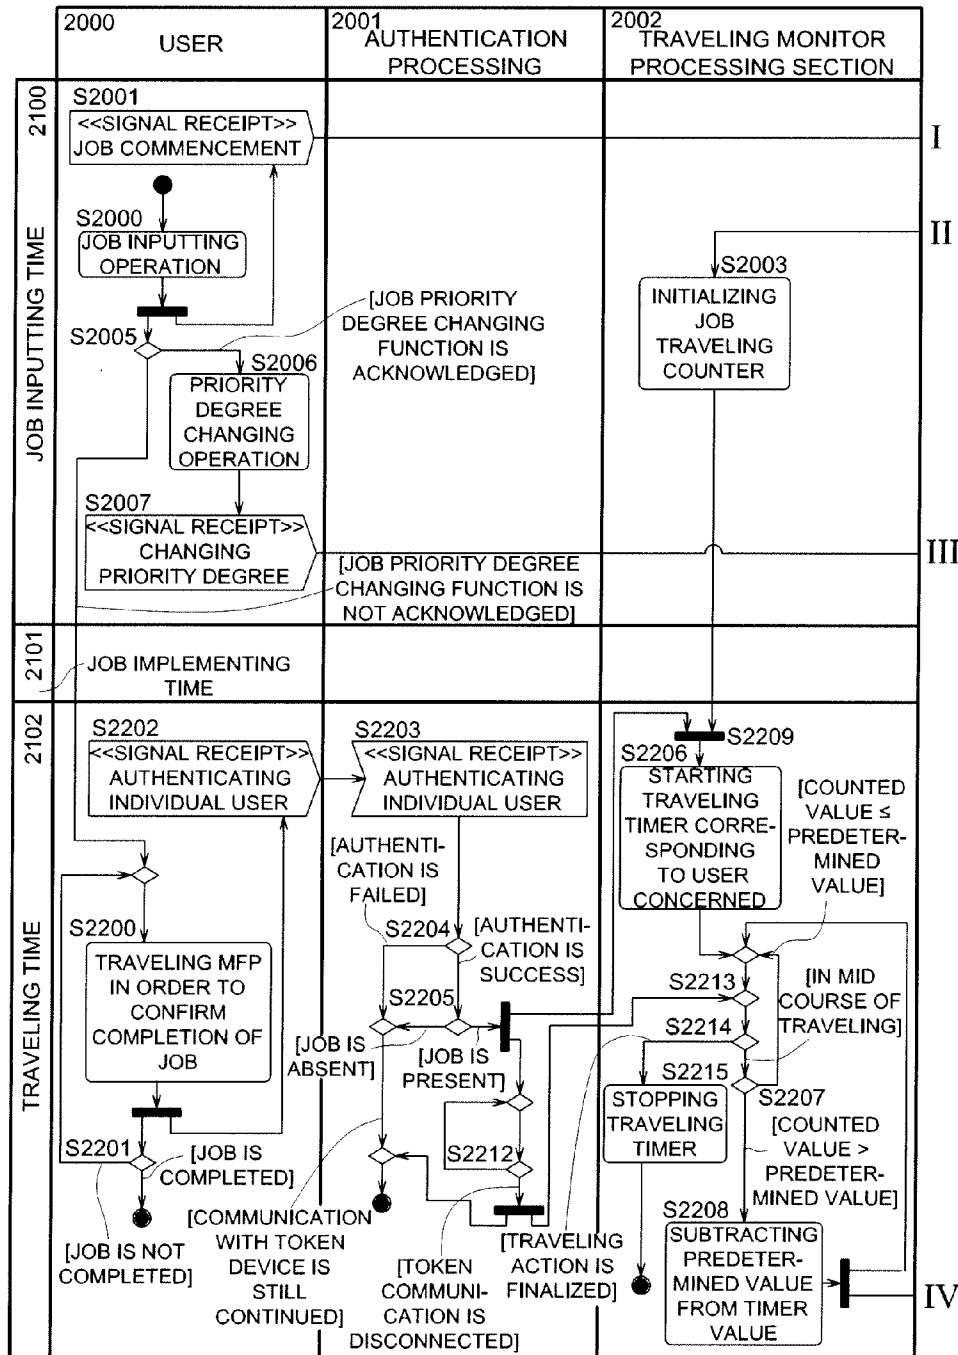 2000
USER
2001
AUTHENTICATION
PROCESSING
2002
TRAVELING MONITOR
PROCESSING SECTION
2100
JOB INPUTTING TIME
S2001
<<SIGNAL RECEIPT>>
JOB COMMENCEMENT
I
S2000
JOB INPUTTING
OPERATION
II
S2003
INITIALIZING
JOB
TRAVELING
COUNTER
S2005
[JOB PRIORITY
DEGREE CHANGING
FUNCTION IS
ACKNOWLEDGED]
S2006
PRIORITY
DEGREE
CHANGING
OPERATION
S2007
<<SIGNAL RECEIPT>>
CHANGING
PRIORITY DEGREE
III
[JOB PRIORITY DEGREE
CHANGING FUNCTION IS
NOT ACKNOWLEDGED]
2101
JOB IMPLEMENTING
TIME
2102
TRAVELING TIME
S2202
<<SIGNAL RECEIPT>>
AUTHENTICATING
INDIVIDUAL USER
S2203
<<SIGNAL RECEIPT>>
AUTHENTICATING
INDIVIDUAL USER
S2209
S2206
STARTING
TRAVELING
TIMER CORRE-
SPONDING
TO USER
CONCERNED
[COUNTED
VALUE ≤
PREDETER-
MINED
VALUE]
[AUTHENTI-
CATION IS
FAILED]
S2204
[AUTHENTI-
CATION IS
SUCCESS]
S2200
TRAVELING MFP
IN ORDER TO
CONFIRM
COMPLETION OF
JOB
S2205
[JOB IS
ABSENT]
[JOB IS
PRESENT]
S2213
[IN MID
COURSE OF
TRAVELING]
S2214
S2215
STOPPING
TRAVELING
TIMER
S2207
[COUNTED
VALUE >
PREDETER-
MINED VALUE]
S2201
[JOB IS
COMPLETED]
S2212
[JOB IS NOT
COMPLETED]
[COMMUNICATION
WITH TOKEN
DEVICE IS
STILL
CONTINUED]
[TOKEN
COMMUNI-
CATION IS
DISCONNECTED]
[TRAVELING
ACTION IS
FINALIZED]
S2208
SUBTRACTING
PREDETER-
MINED VALUE
FROM TIMER
VALUE
IV